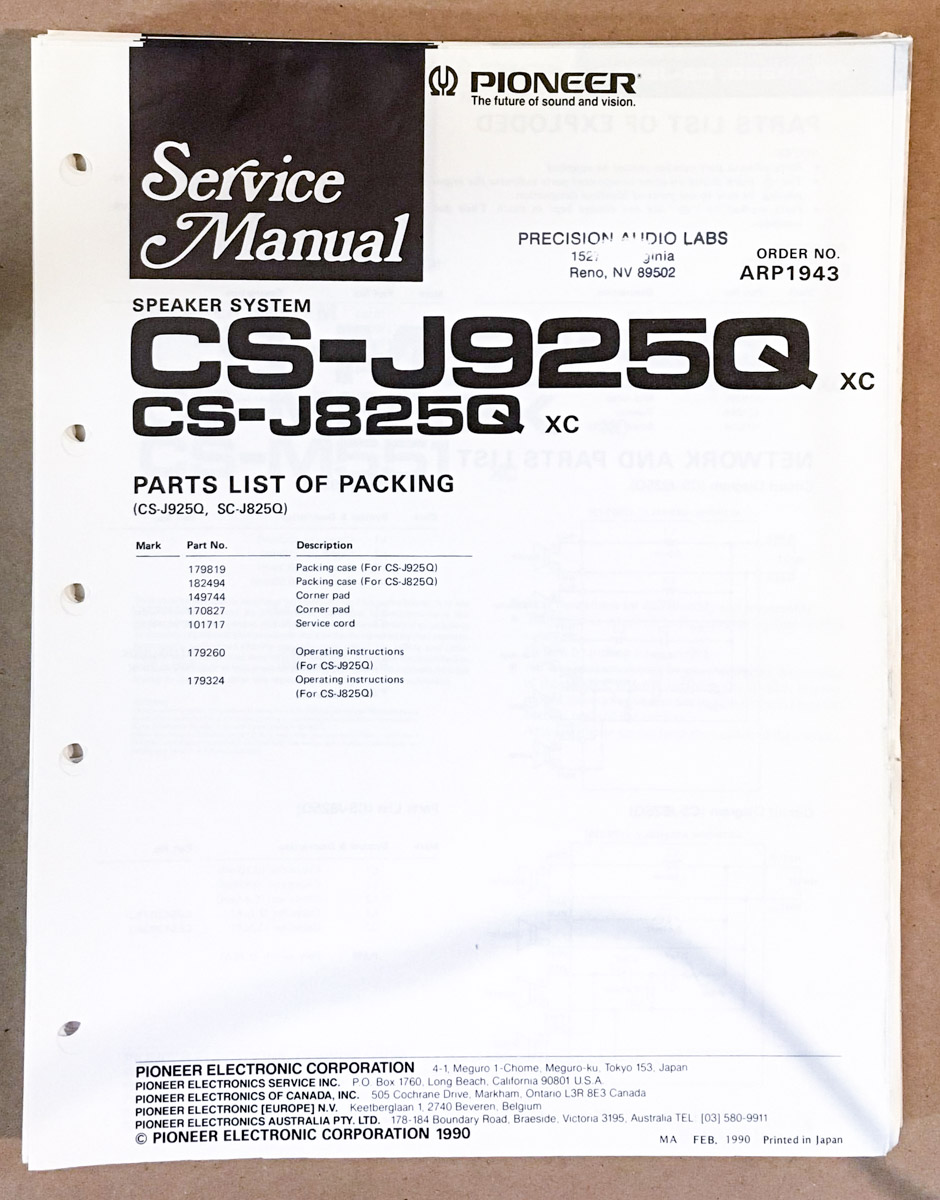 PIONEER
The future of sound and vision.
Service
Manual
PRECISION AUDIO LABS
Reno, NV 89502
ORDER NO.
ARP1943
SPEAKER SYSTEM
CS-J925Q XC
CS-J825Q XC
PARTS LIST OF PACKING
(CS-J925Q, SC-J825Q)
Mark Part No. Description
179819 Packing case (For CS-J925Q)
182494 Packing case (For CS-J825Q)
149744 Corner pad
170827 Corner pad
101717 Service cord
179260 Operating instructions
(For CS-J925Q)
179324 Operating instructions
(For CS-J825Q)
PIONEER ELECTRONIC CORPORATION 4-1, Meguro 1-Chome, Meguro-ku, Tokyo 153, Japan
PIONEER ELECTRONICS SERVICE INC. P.O. Box 1760, Long Beach, California 90801 U.S.A.
PIONEER ELECTRONICS OF CANADA, INC. 505 Cochrane Drive, Markham, Ontario L3R 8E3 Canada
PIONEER ELECTRONIC [EUROPE] N.V. Keetberglaan 1, 2740 Beveren, Belgium
PIONEER ELECTRONICS AUSTRALIA PTY. LTD. 178-184 Boundary Road, Braeside, Victoria 3195, Australia TEL. [03] 580-9911
© PIONEER ELECTRONIC CORPORATION 1990
MA FEB. 1990 Printed in Japan